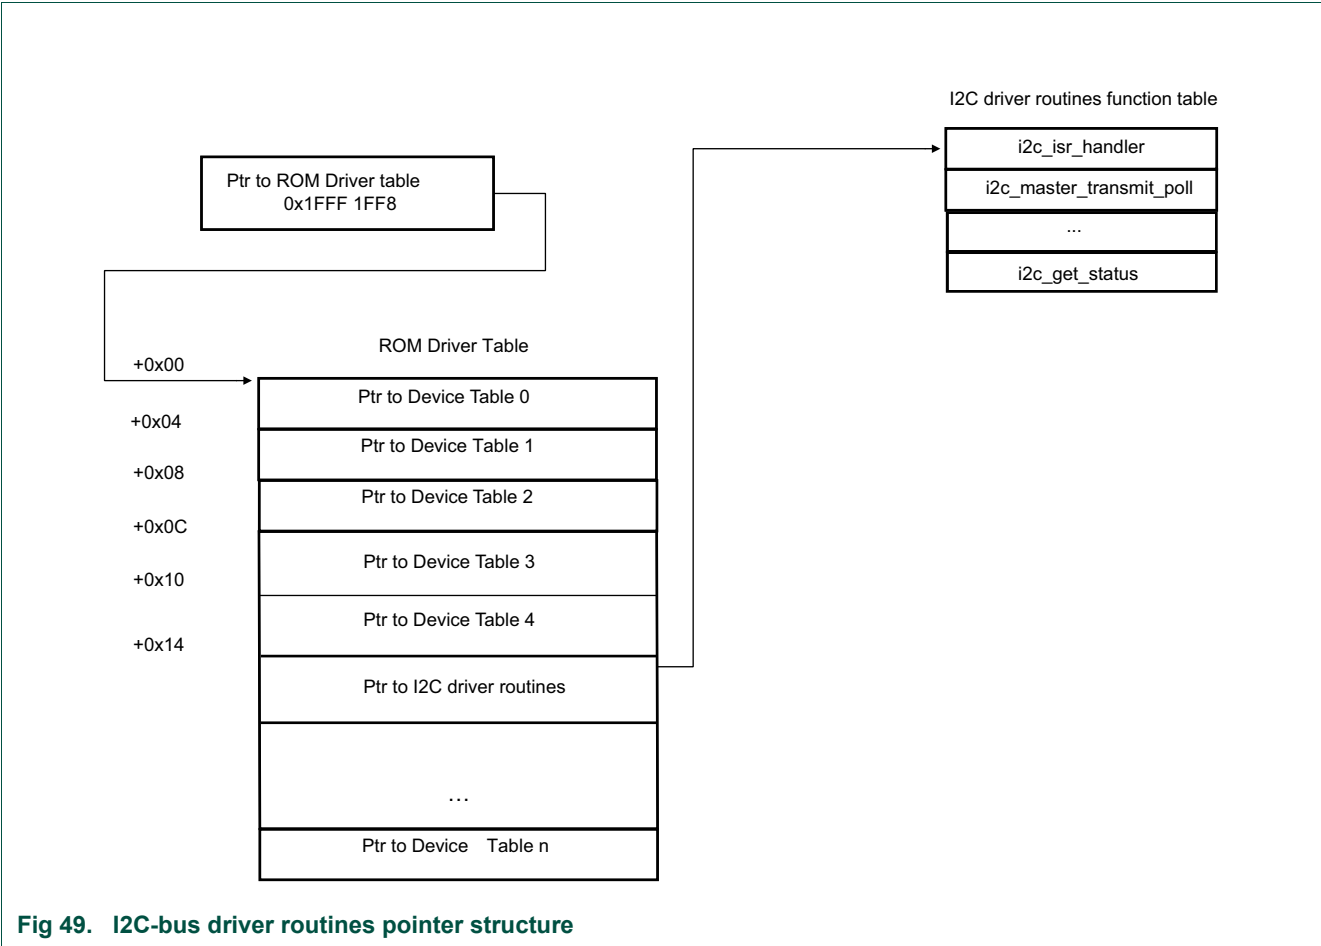 I2C driver routines function table
i2c_isr_handler
i2c_master_transmit_poll
...
i2c_get_status
Ptr to ROM Driver table
0x1FFF 1FF8
ROM Driver Table
+0x00
Ptr to Device Table 0
+0x04
Ptr to Device Table 1
+0x08
Ptr to Device Table 2
+0x0C
Ptr to Device Table 3
+0x10
Ptr to Device Table 4
+0x14
Ptr to I2C driver routines
...
Ptr to Device Table n
Fig 49. I2C-bus driver routines pointer structure